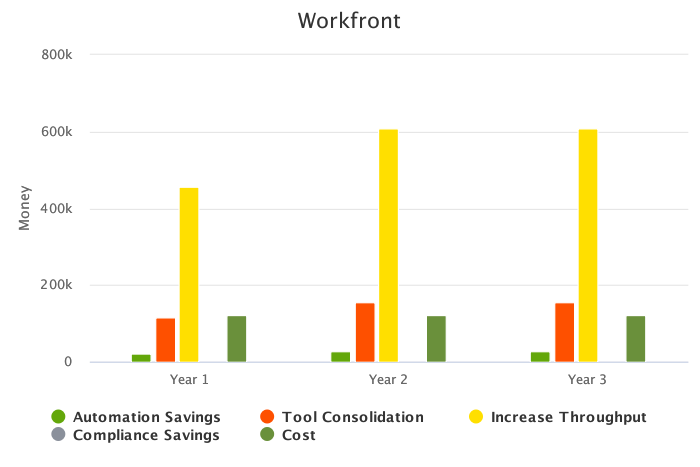 Workfront
800k
600k
400k
200k
0
Money
Year 1 Year 2 Year 3
Automation Savings Tool Consolidation Increase Throughput
Compliance Savings Cost